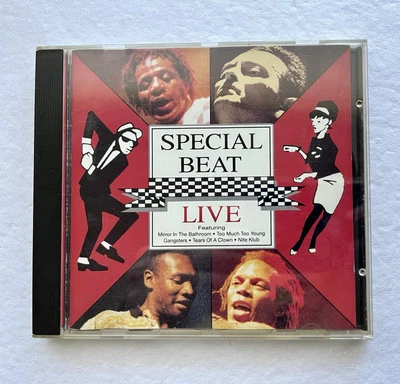 SPECIAL
BEAT
LIVE
Featuring
Mirror In The Bathroom • Too Much Too Young
Gangsters • Tears Of A Clown • Nite Klub